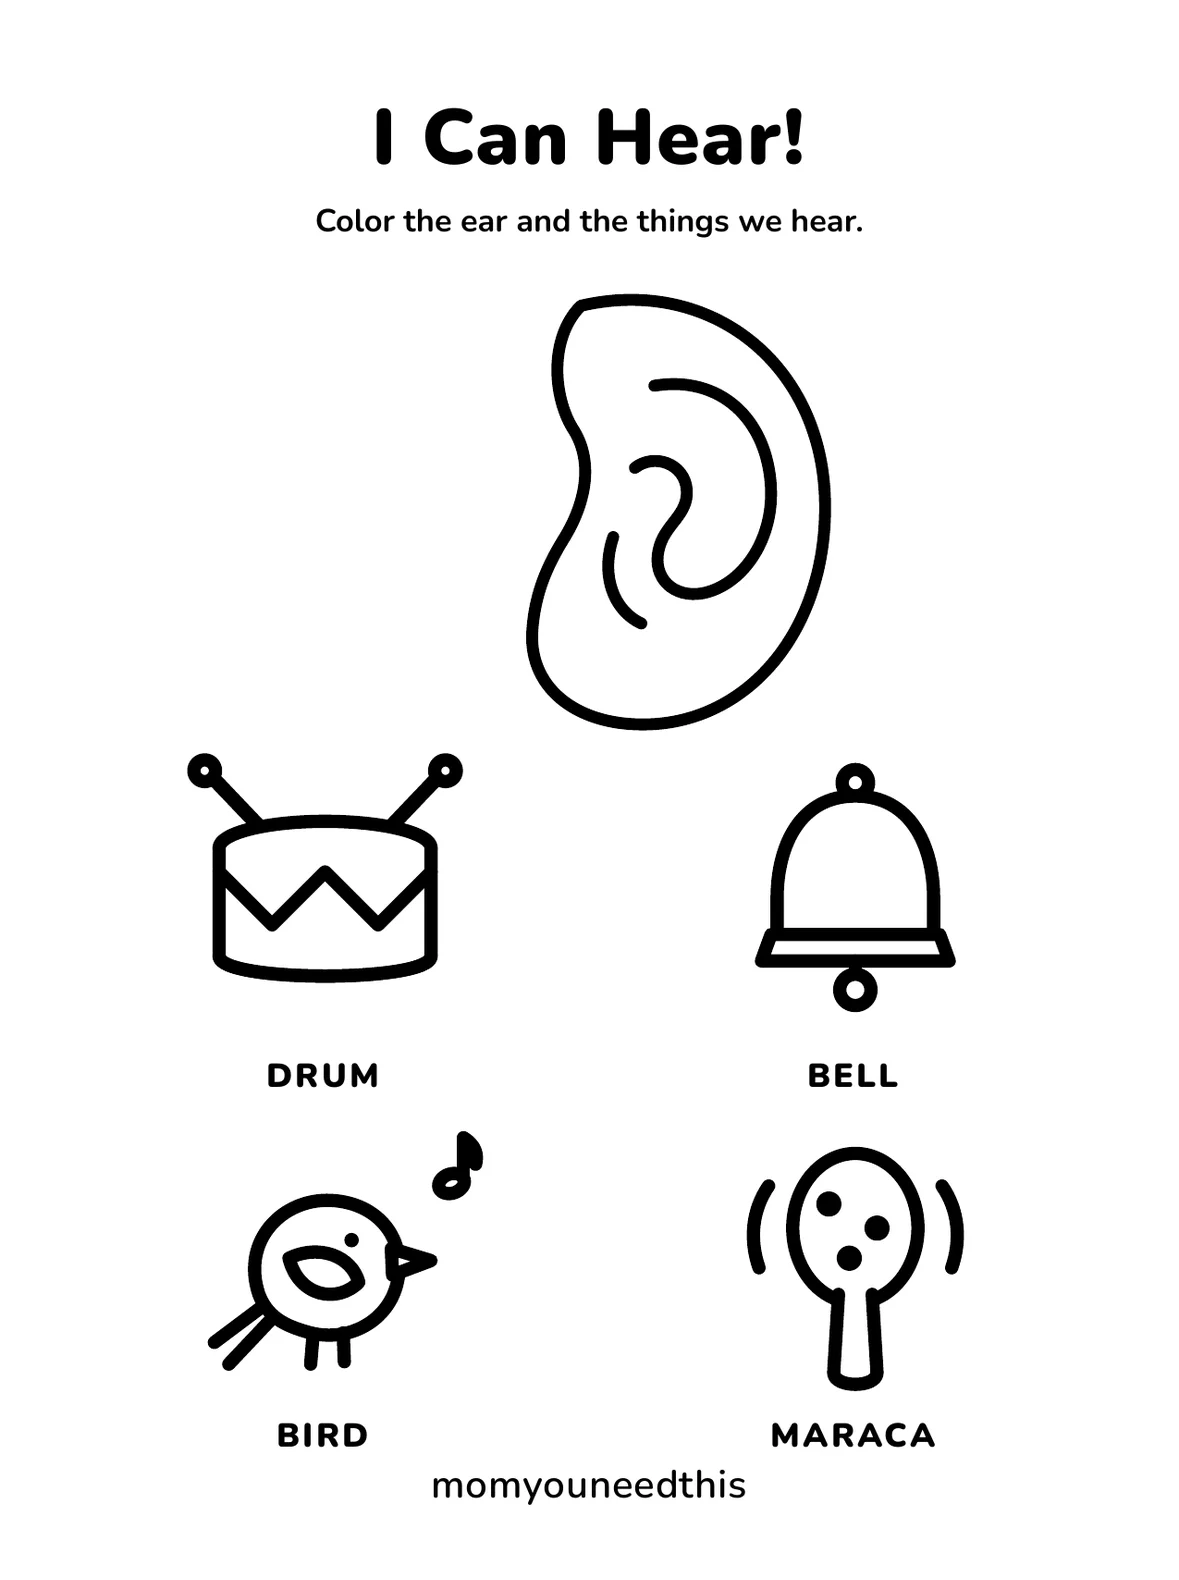 I Can Hear!
Color the ear and the things we hear.
DRUM
BELL
BIRD
MARACA
momyouneedthis